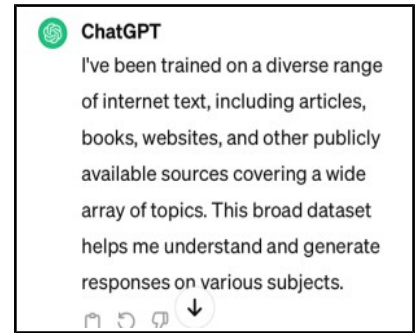 ChatGPT
I've been trained on a diverse range
of internet text, including articles,
books, websites, and other publicly
available sources covering a wide
array of topics. This broad dataset
helps me understand and generate
responses on various subjects.